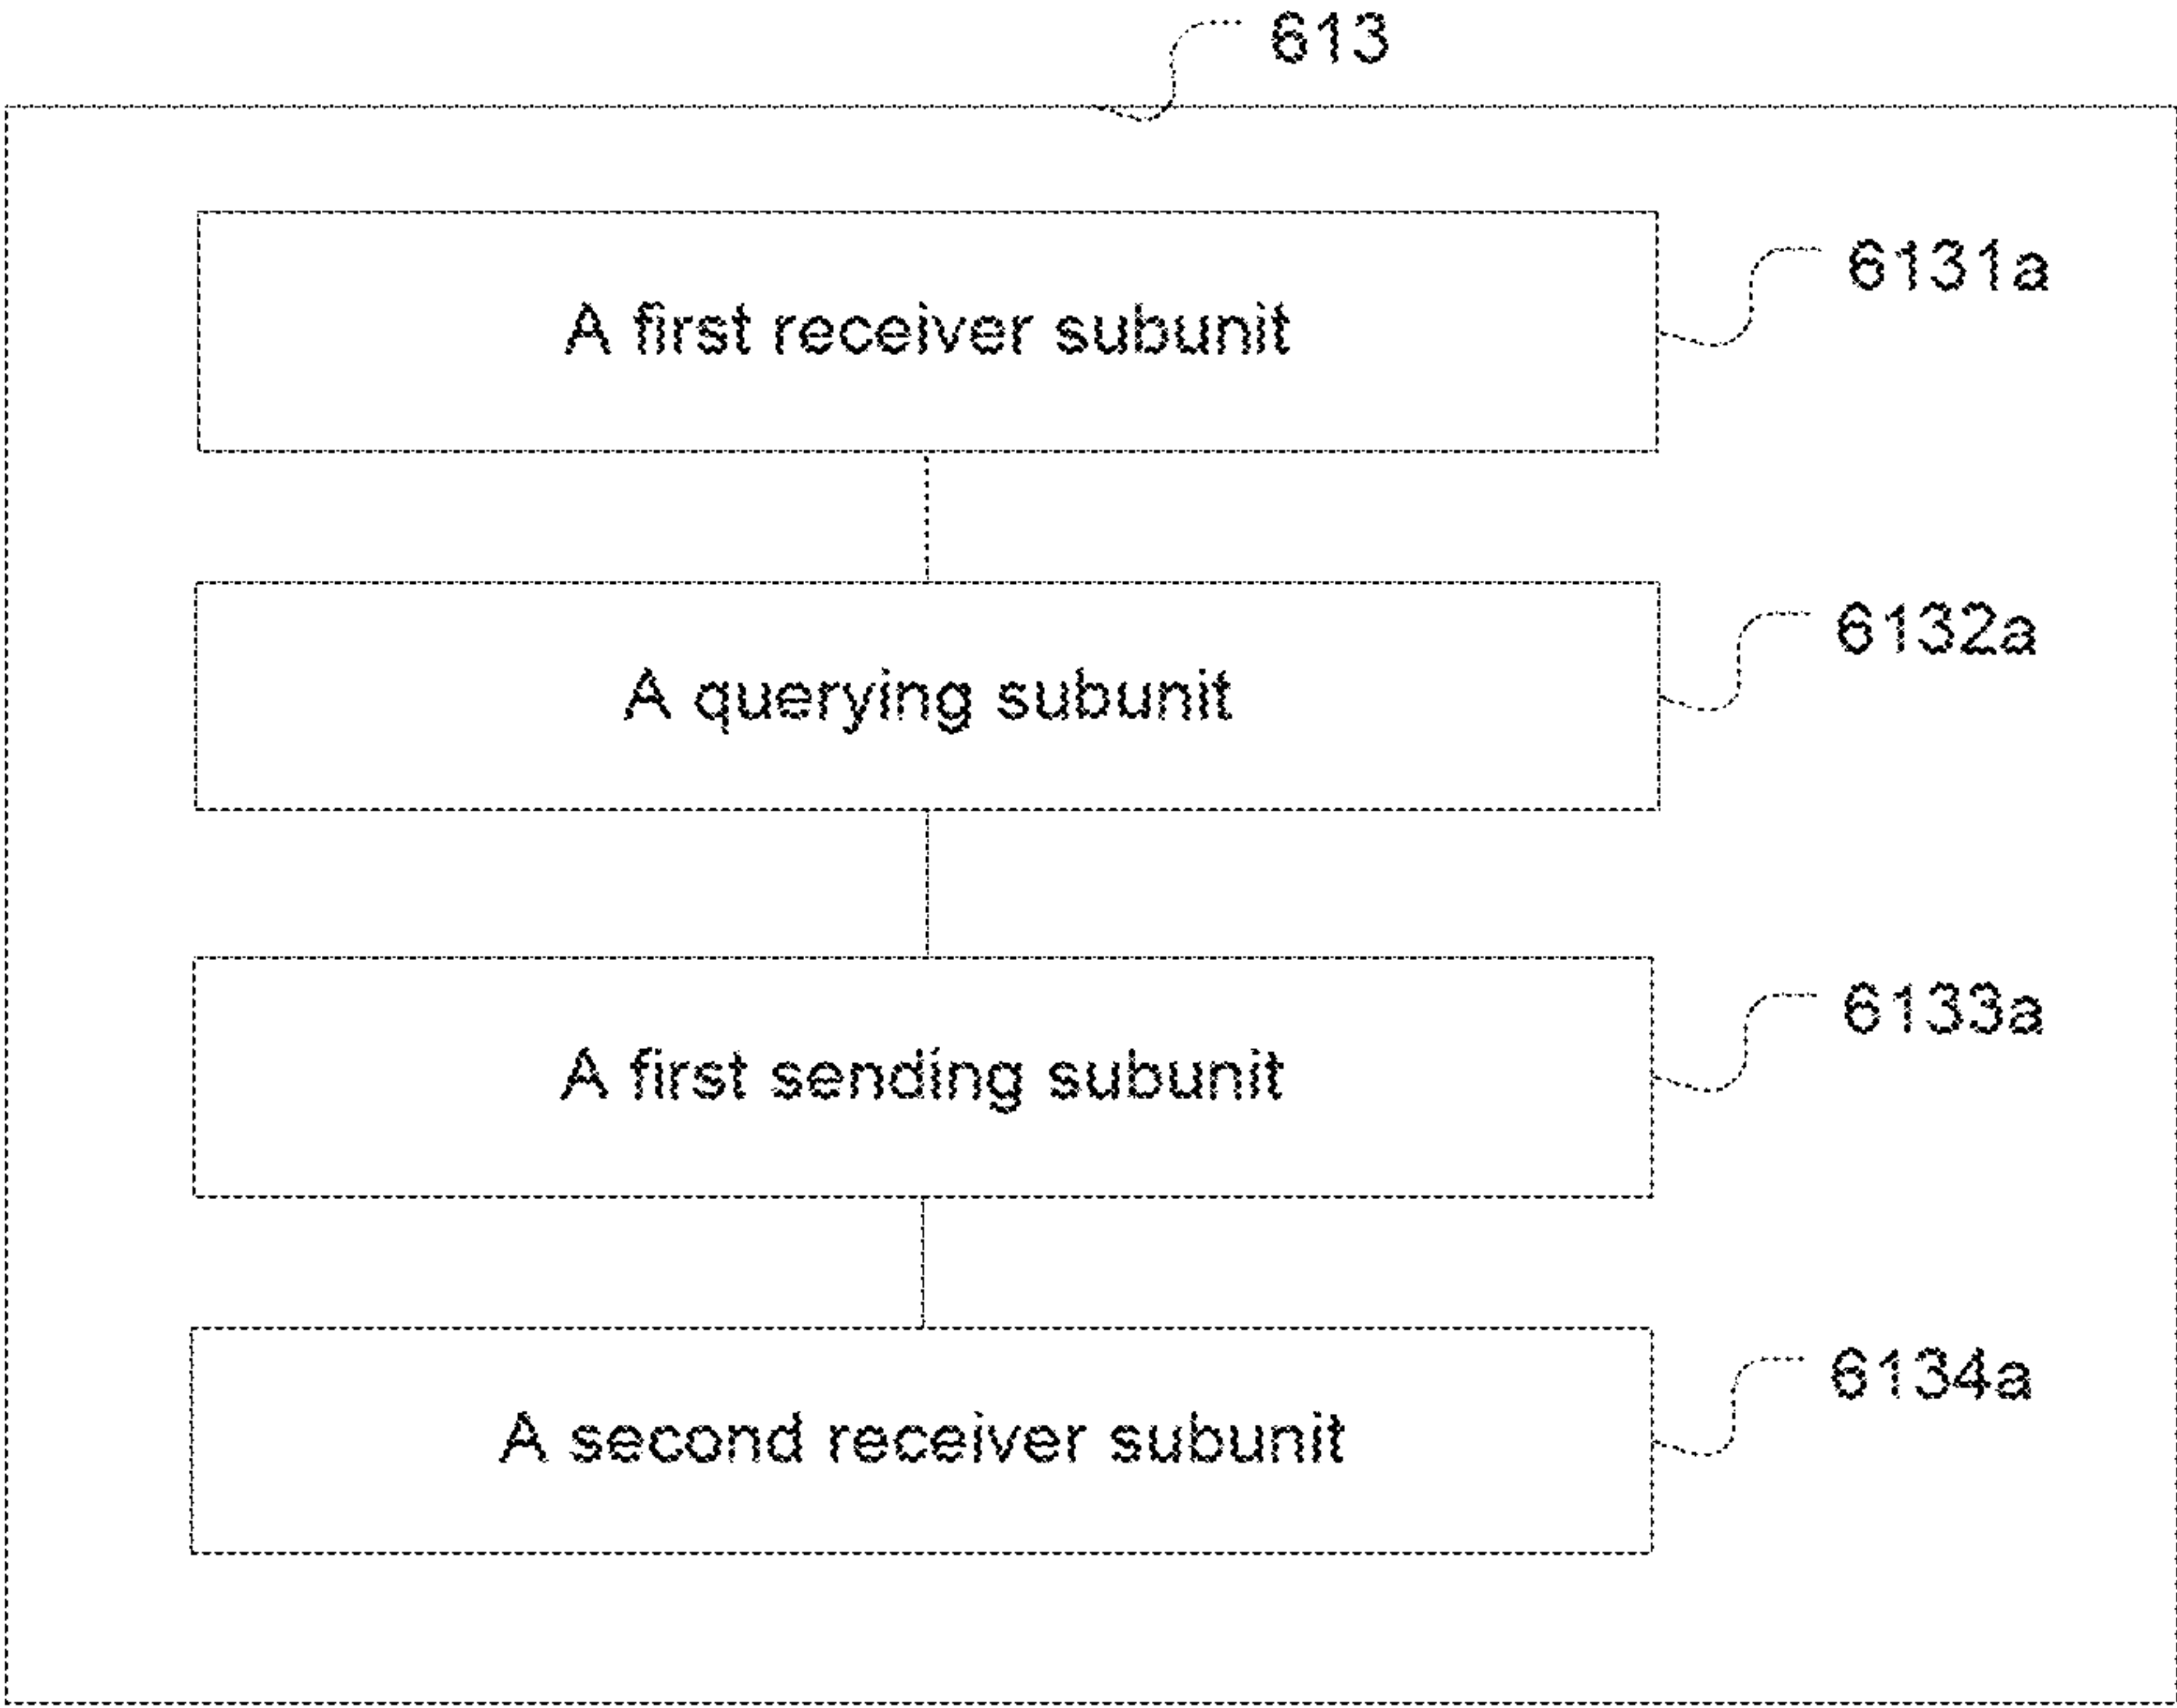 613
A first receiver subunit
6131a
A querying subunit
6132a
A first sending subunit
6133a
A second receiver subunit
6134a